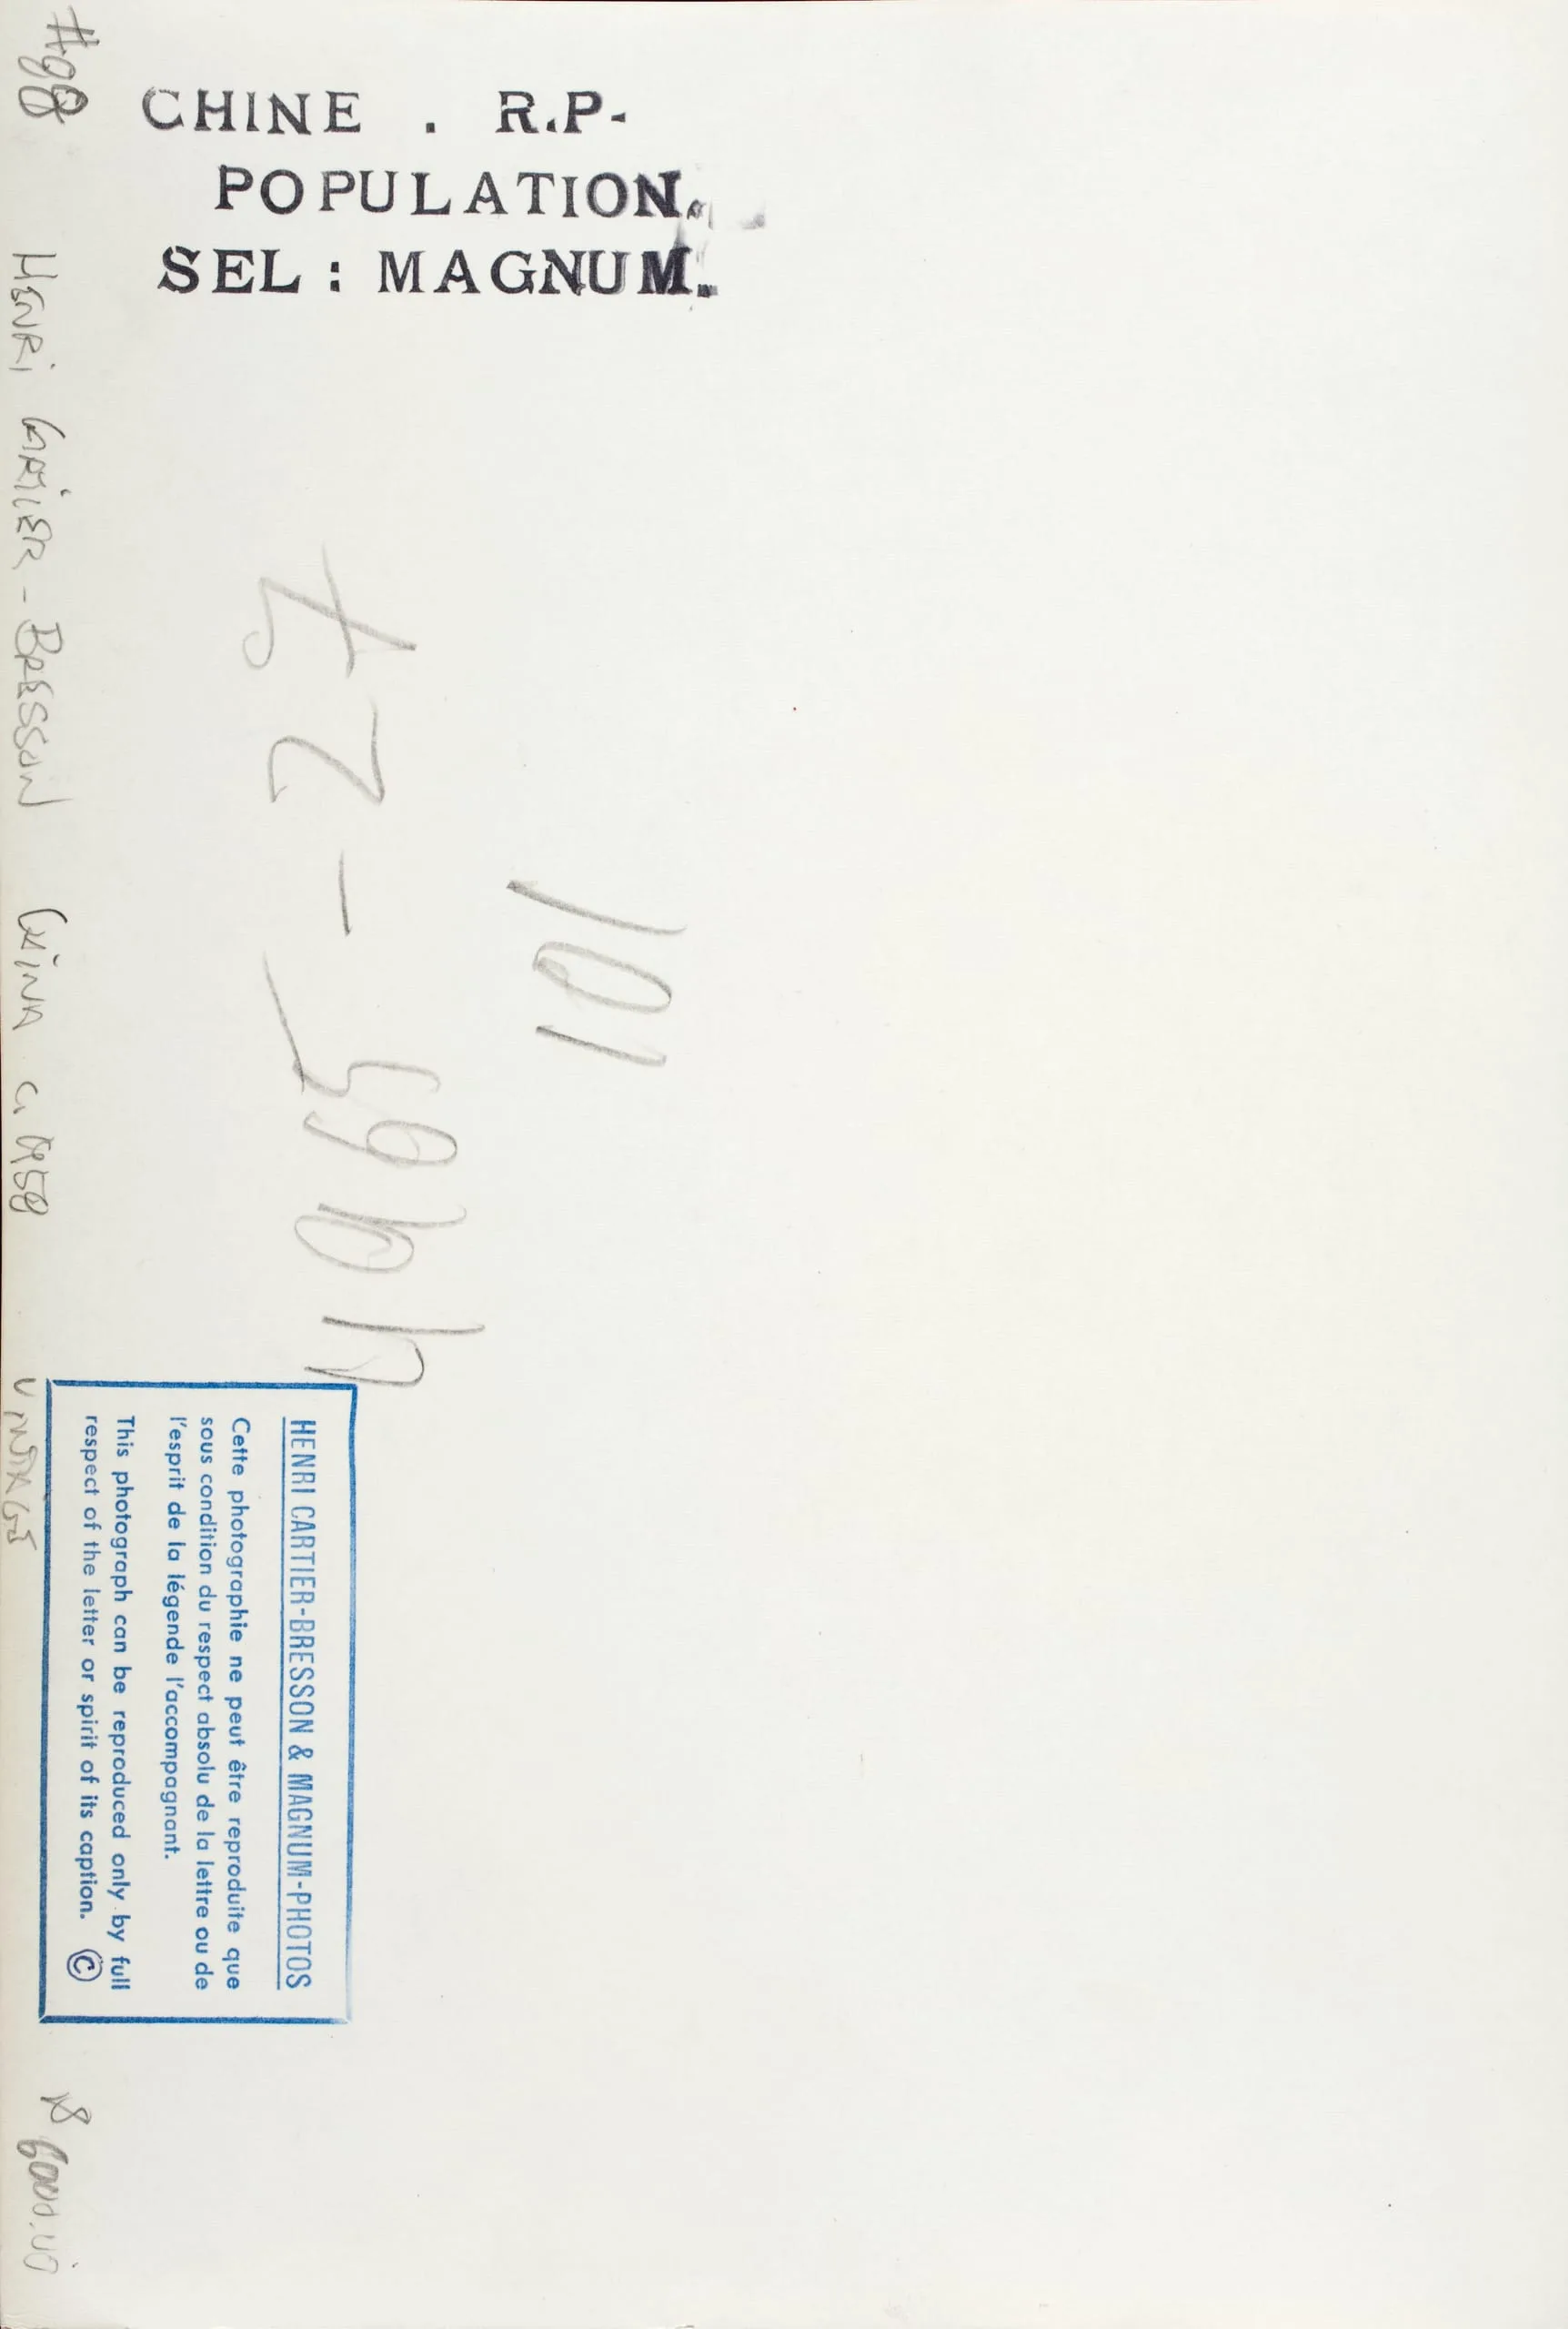 CHINE . R.P-
POPULATION.
SEL : MAGNUM.
HENRI CARTIER-BRESSON CHINA C. 1958 VINTAGE
101
HENRI CARTIER-BRESSON & MAGNUM-PHOTOS
Cette photographie ne peut être reproduite que
sous condition du respect absolu de la lettre ou de
l'esprit de la légende l'accompagnant.
This photograph can be reproduced only by full
respect of the letter or spirit of its caption. ©